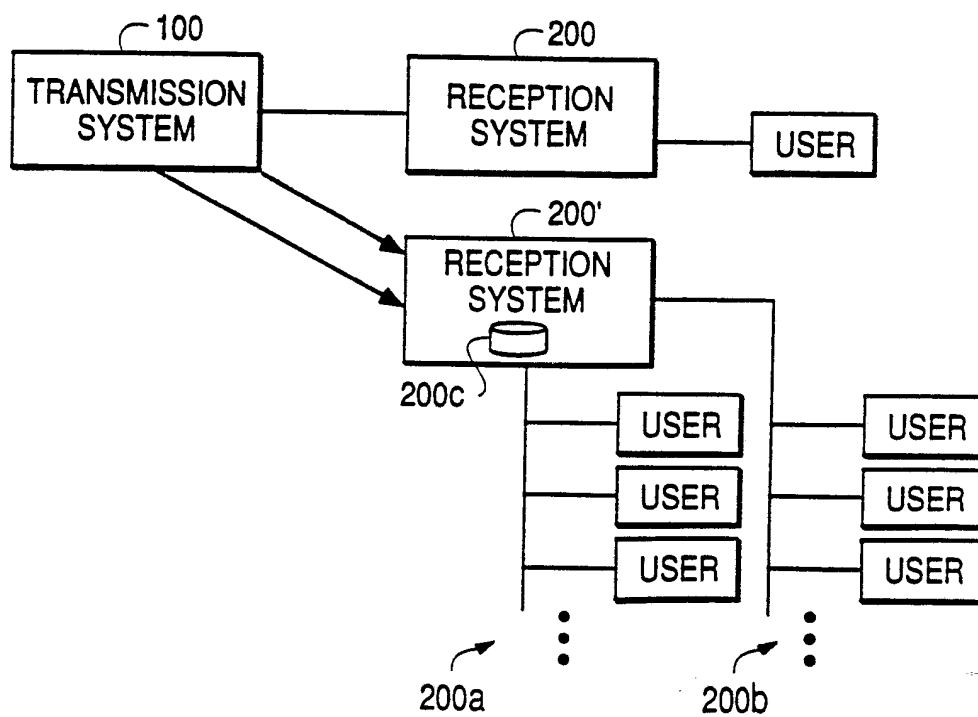 100
TRANSMISSION
SYSTEM
200
RECEPTION
SYSTEM
USER
200'
RECEPTION
SYSTEM
200c
USER
USER
USER
USER
USER
USER
200a
200b